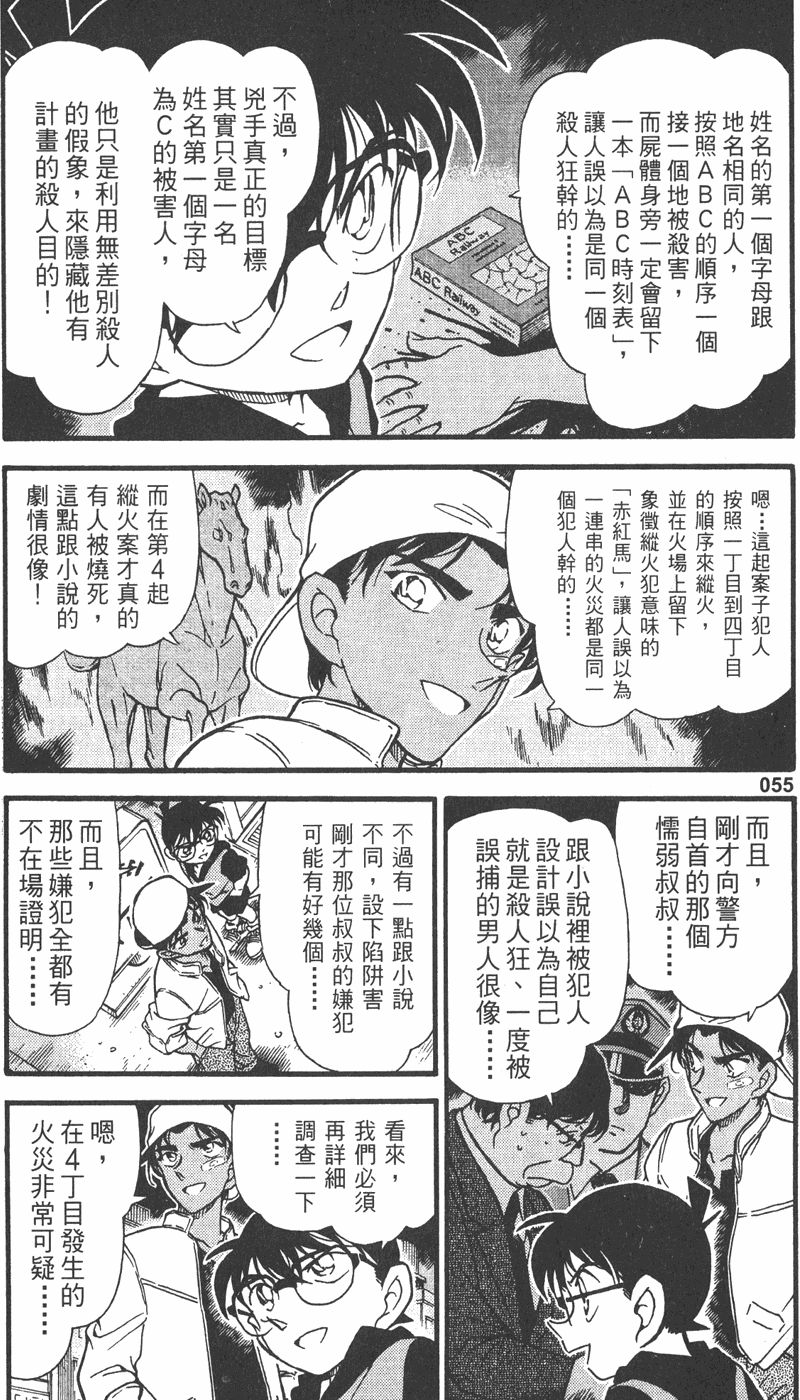 姓名的第一個字母跟
地名相同的人，
按照ABC的順序一個
接一個地被殺害，
而屍體身旁一定會留下
一本「ABC時刻表」，
讓人誤以為是同一個
殺人狂幹的……
ABC
Railway
ABC Railway
不過，
兇手真正的目標
其實只是一名
姓名第一個字母
為C的被害人，
他只是利用無差別殺人
的假象，來隱藏他有
計畫的殺人目的！
嗯…這起案子犯人
按照一丁目到四丁目
的順序來縱火，
並在火場上留下
象徵縱火犯意味的
「赤紅馬」，讓人誤以為
一連串的火災都是同一
個犯人幹的……
而在第4起
縱火案才真的
有人被燒死，
這點跟小說的
劇情很像！
055
而且，
剛才向警方
自首的那個
懦弱叔叔……
跟小說裡被犯人
設計誤以為自己
就是殺人狂、一度被
誤捕的男人很像……
不過有一點跟小說
不同，設下陷阱害
剛才那位叔叔的嫌犯
可能有好幾個……
而且，
那些嫌犯全都有
不在場證明……
看來，
我們必須
再詳細
調查一下
……
嗯，
在4丁目發生的
火災非常可疑……